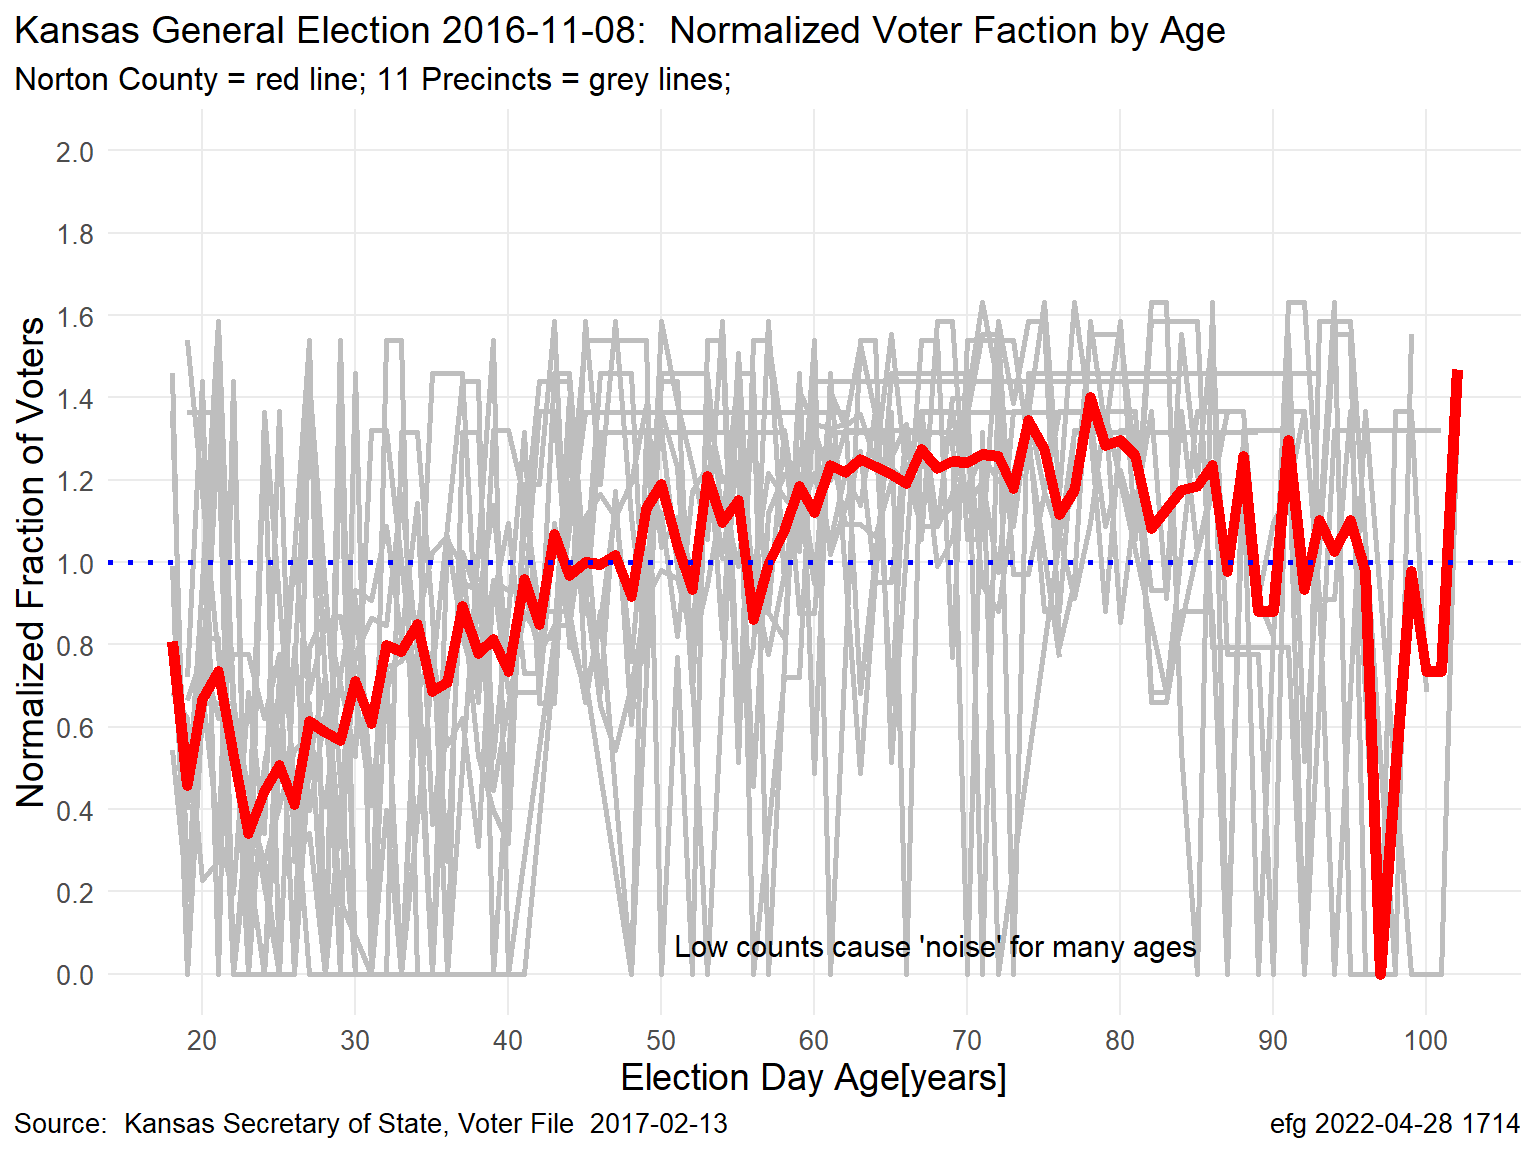 Kansas General Election 2016-11-08:  Normalized Voter Faction by Age
Norton County = red line; 11 Precincts = grey lines;
Normalized Fraction of Voters
2.0
1.8
1.6
1.4
1.2
1.0
0.8
0.6
0.4
0.2
0.0
Low counts cause 'noise' for many ages
20 30 40 50 60 70 80 90 100
Election Day Age[years]
Source:  Kansas Secretary of State, Voter File  2017-02-13
efg 2022-04-28 1714